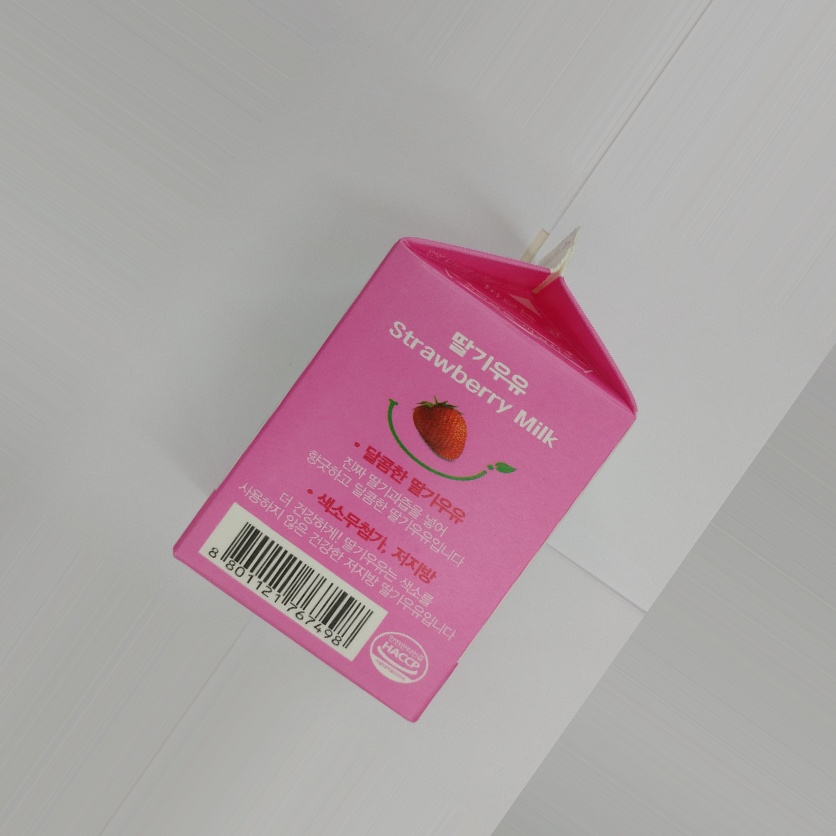 딸기우유
Strawberry Milk
• 달콤한 딸기우유
진짜 딸기과즙을 넣어
향긋하고 달콤한 딸기우유입니다
• 색소무첨가, 저지방
더 건강하게! 딸기우유는 색소를
사용하지 않은 건강한 저지방 딸기우유입니다
8 801121 767498
HACCP